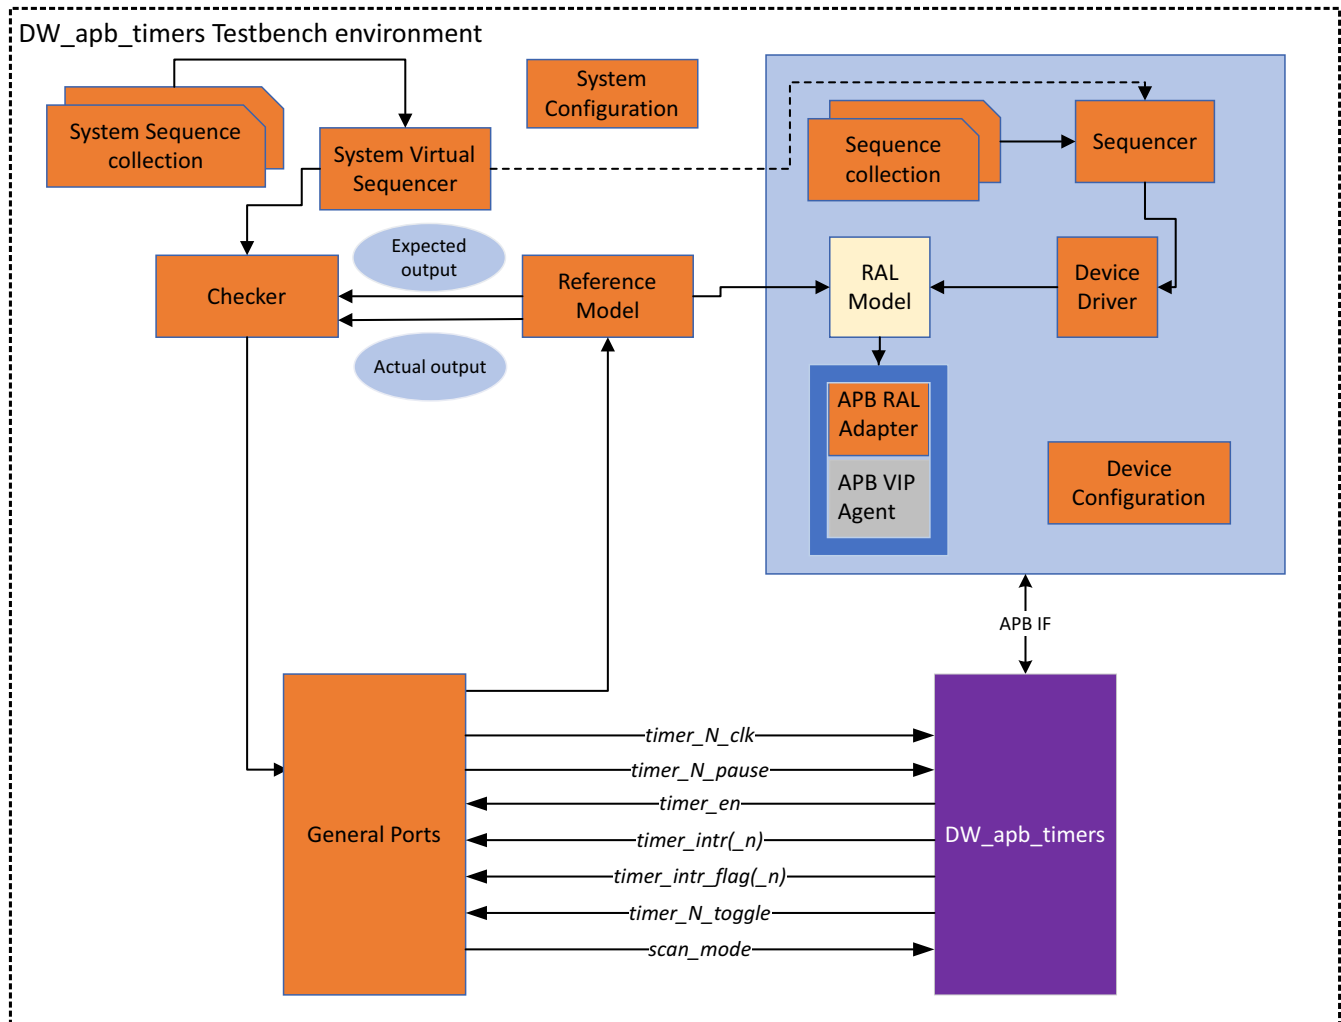 DW_apb_timers Testbench environment
System Sequence
collection
System Virtual
Sequencer
System
Configuration
Sequence
collection
Sequencer
Checker
Expected
output
Actual output
Reference
Model
RAL
Model
Device
Driver
APB RAL
Adapter
APB VIP
Agent
Device
Configuration
APB IF
General Ports
timer_N_clk
timer_N_pause
timer_en
timer_intr(_n)
timer_intr_flag(_n)
timer_N_toggle
scan_mode
DW_apb_timers